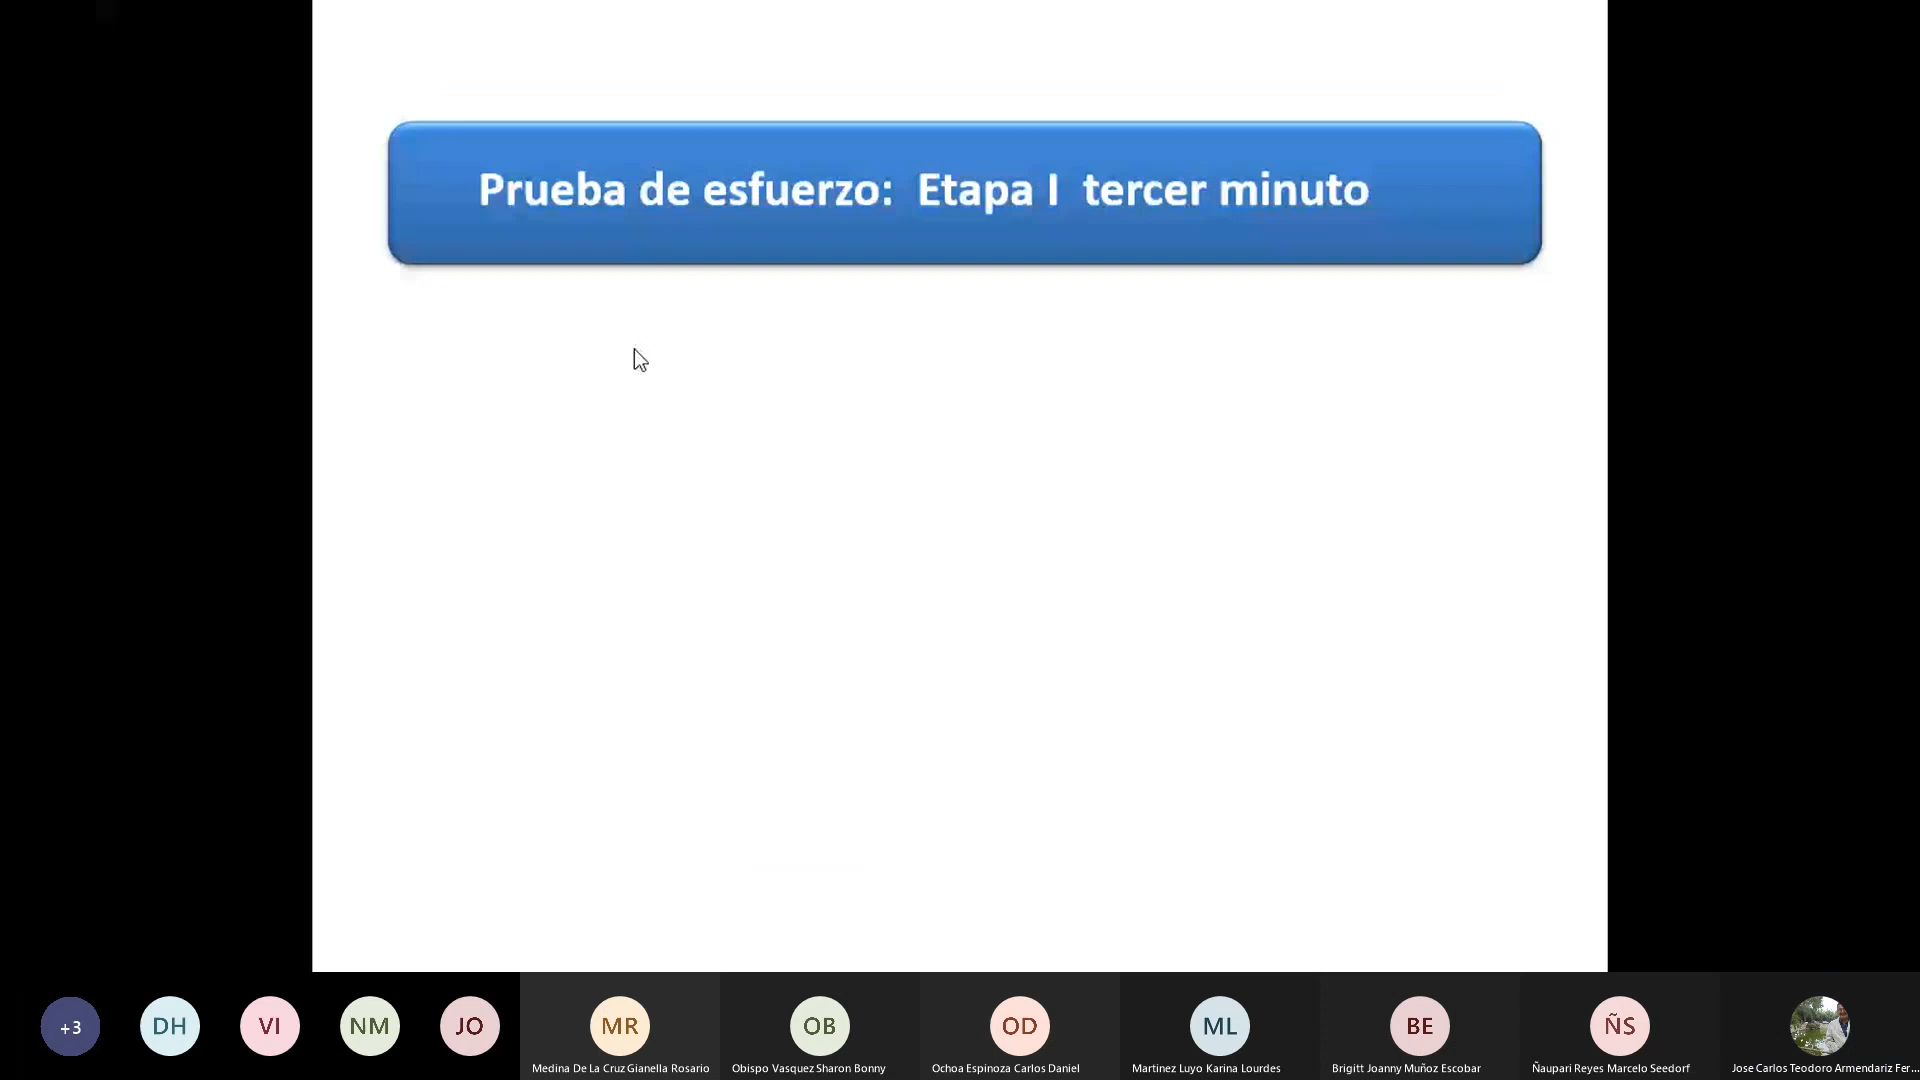 Prueba de esfuerzo: Etapa I tercer minuto
+3
DH
VI
NM
JO
MR
OB
OD
ML
BE
ÑS
Medina De La Cruz Gianella Rosario
Obispo Vasquez Sharon Bonny
Ochoa Espinoza Carlos Daniel
Martinez Luyo Karina Lourdes
Brigitt Joanny Muñoz Escobar
Ñaupari Reyes Marcelo Seedorf
Jose Carlos Teodoro Armendariz Fer...